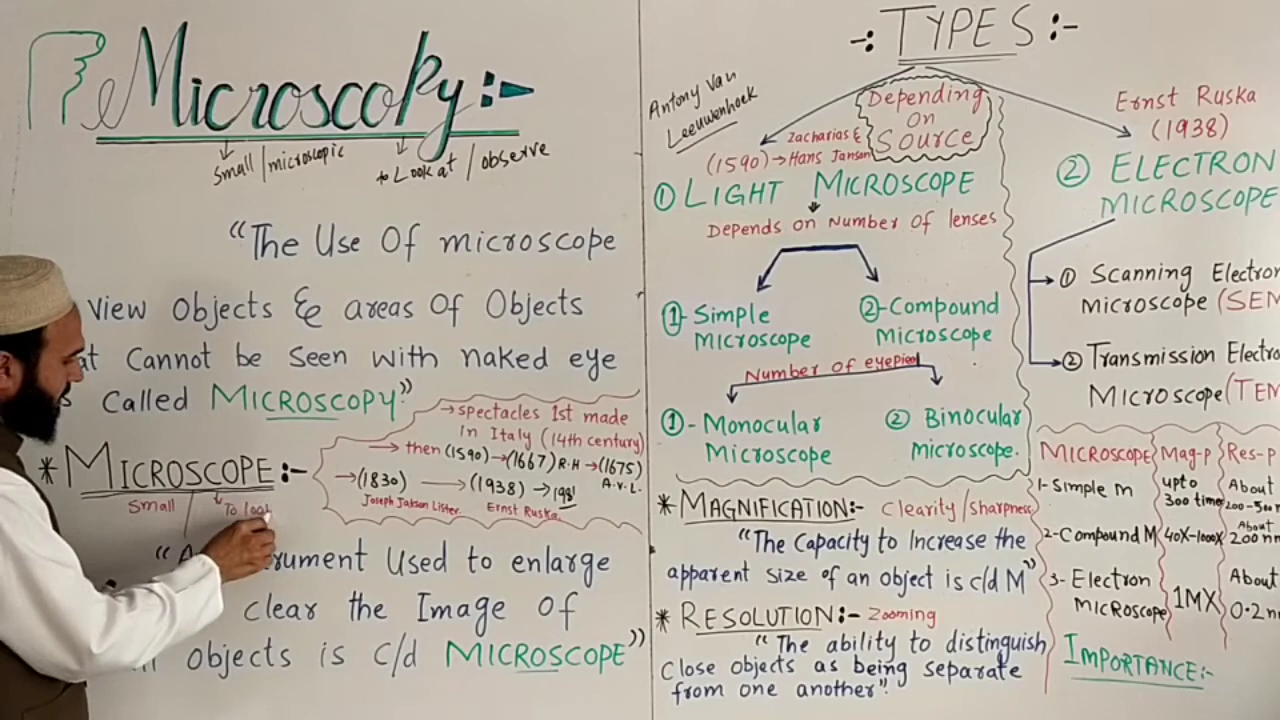 Microscopy :-
Small/microscopic
to Look at / observe
"The Use Of microscope
view Objects & areas Of Objects
Cannot be Seen with naked eye
Called MICROSCOPY"
→ spectacles 1st made
In Italy (14th century)
→ then (1590) → (1667) R.H → (1675)
A.V.L.
→ (1830) → (1938) → 1981
Joseph Jakson Lister. Ernst Ruska.
* MICROSCOPE :-
Small
To look
Used to enlarge
clear the Image Of
objects is c/d MICROSCOPE"
-: TYPES :-
Depending
On
Source
Antony Van
Leeuwenhoek
Zacharias &
(1590) → Hans Janson
① LIGHT MICROSCOPE
Depends on Number of lenses
①- Simple
Microscope
②- Compound
Microscope
Number of eyepiece
①- Monocular
Microscope
② Binocular
microscope.
Ernst Ruska
(1938)
② ELECTRON
MICROSCOPE
① Scanning Electron
Microscope (SEM
② Transmission Electro
Microscope (TEM
* MAGNIFICATION:- Clearity/Sharpness
"The Capacity to Increase the
apparent Size of an object is c/d M"
* RESOLUTION:- Zooming
"The ability to distinguish
Close objects as being separate
from one another".
MICROSCOPE Mag-P Res-P
1- Simple m upto 300 times About 200-500n
2- Compound M 40X-1000X About 200nm
3- Electron Microscope 1MX About 0.2n
IMPORTANCE:-